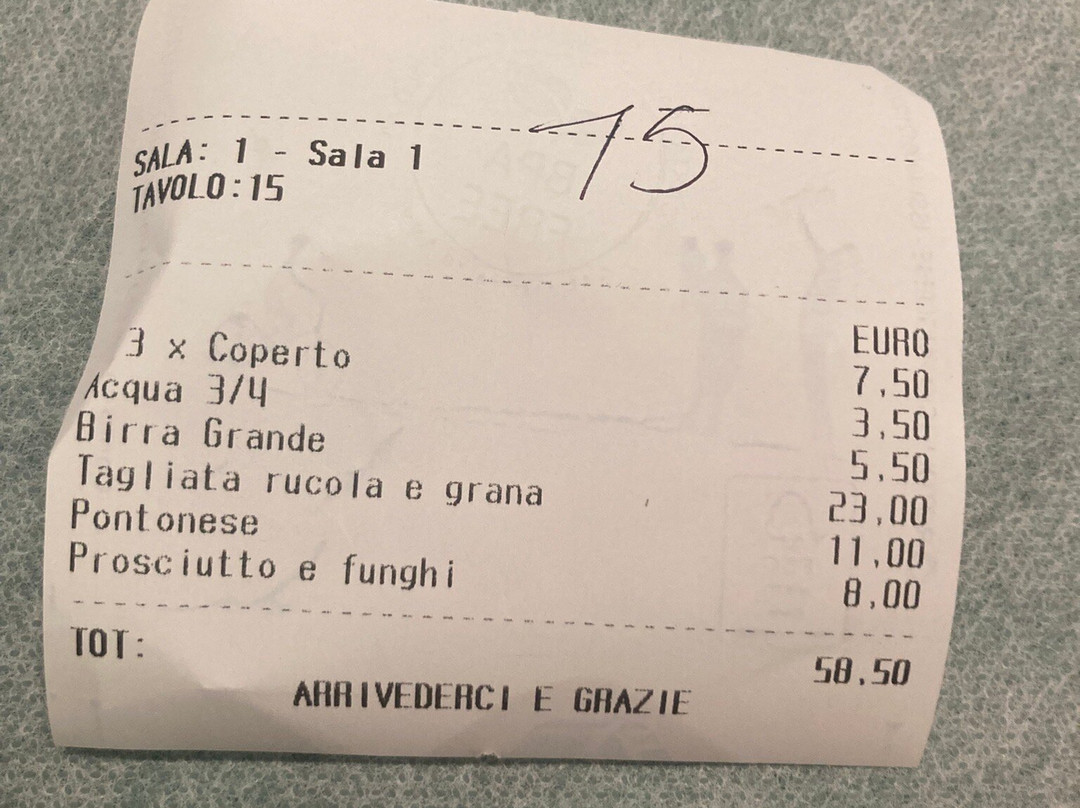 15
SALA: 1 - Sala 1
TAVOLO:15
EURO
3 x Coperto 7,50
Acqua 3/4 3,50
Birra Grande 5,50
Tagliata rucola e grana 23,00
Pontonese 11,00
Prosciutto e funghi 8,00
TOT: 58,50
ARRIVEDERCI E GRAZIE
BPA
FREE